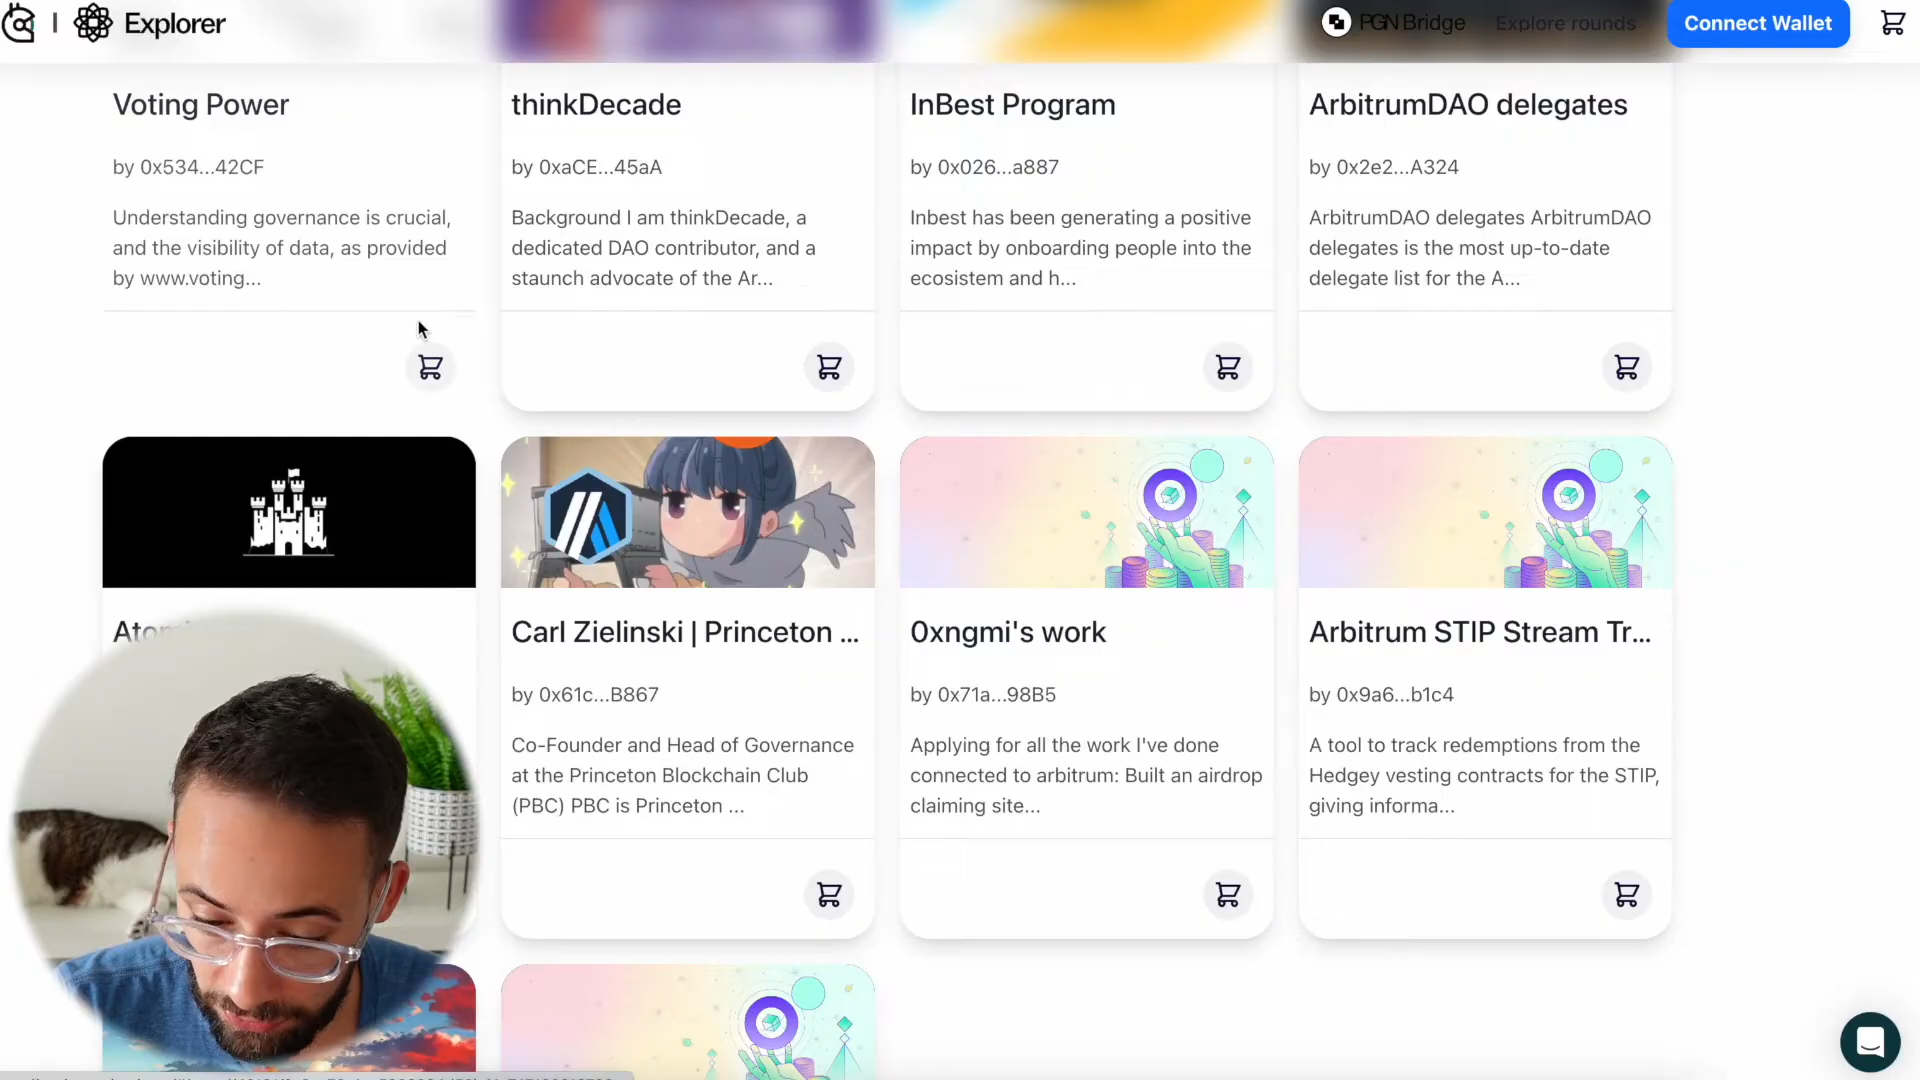 Explorer
PGN Bridge
Explore rounds
Connect Wallet
Voting Power
by 0x534...42CF
Understanding governance is crucial,
and the visibility of data, as provided
by www.voting...
thinkDecade
by 0xaCE...45aA
Background I am thinkDecade, a
dedicated DAO contributor, and a
staunch advocate of the Ar...
InBest Program
by 0x026...a887
Inbest has been generating a positive
impact by onboarding people into the
ecosystem and h...
ArbitrumDAO delegates
by 0x2e2...A324
ArbitrumDAO delegates ArbitrumDAO
delegates is the most up-to-date
delegate list for the A...
Carl Zielinski | Princeton ...
by 0x61c...B867
Co-Founder and Head of Governance
at the Princeton Blockchain Club
(PBC) PBC is Princeton ...
0xngmi's work
by 0x71a...98B5
Applying for all the work I've done
connected to arbitrum: Built an airdrop
claiming site...
Arbitrum STIP Stream Tr...
by 0x9a6...b1c4
A tool to track redemptions from the
Hedgey vesting contracts for the STIP,
giving informa...